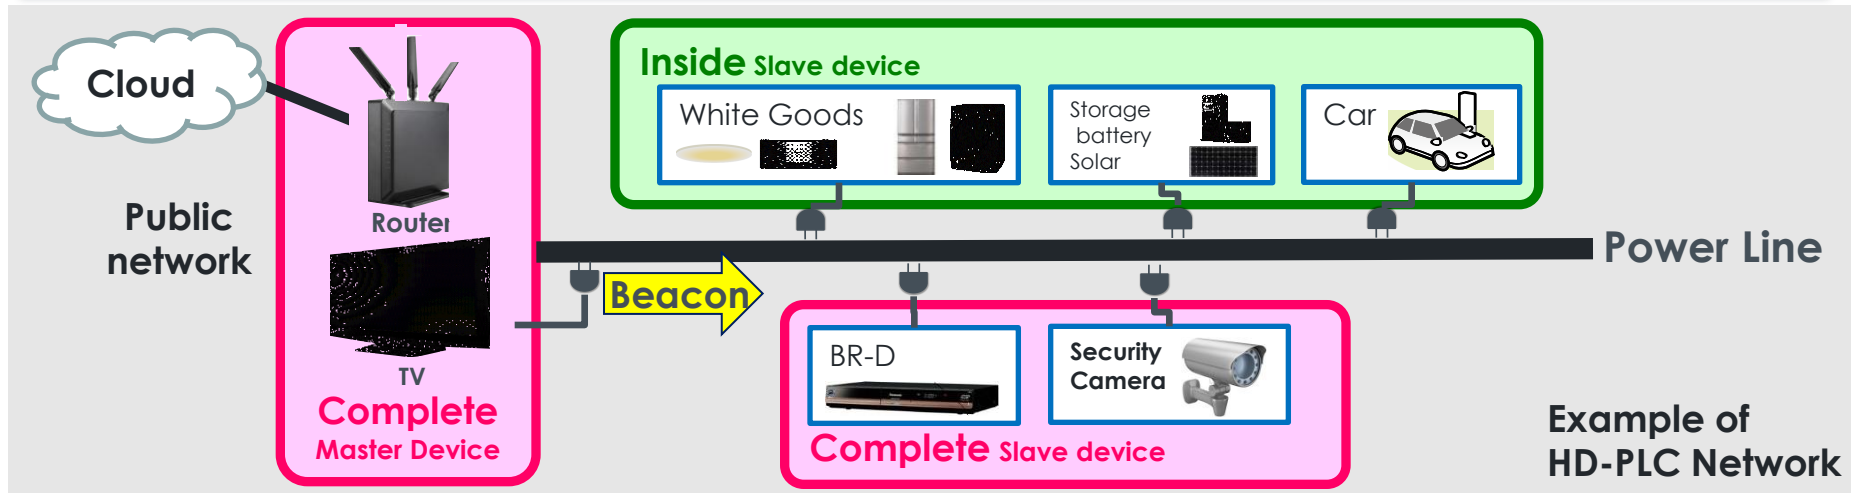 Cloud
Public
network
Router
TV
Complete
Master Device
Inside Slave device
White Goods
Storage
battery
Solar
Car
Power Line
Beacon
BR-D
Security
Camera
Complete Slave device
Example of
HD-PLC Network